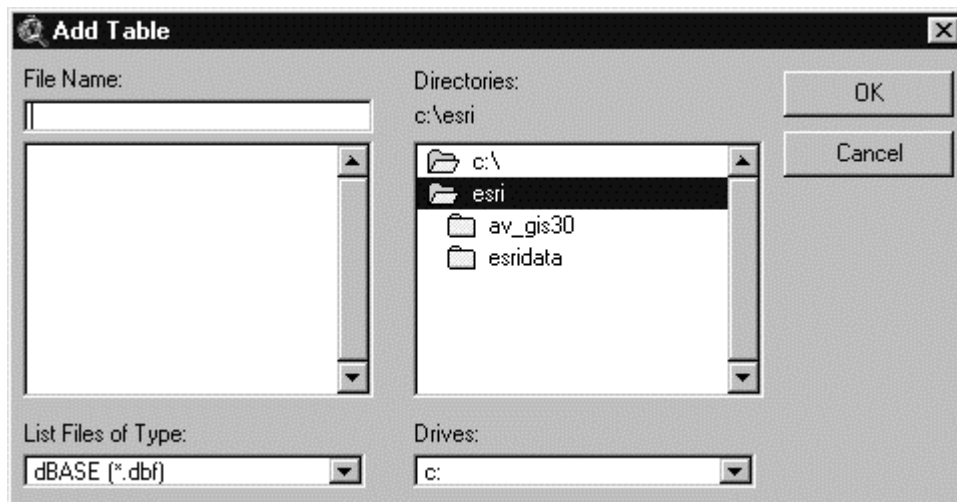 Add Table
File Name:
Directories:
c:\esri
OK
Cancel
c:\
esri
av_gis30
esridata
List Files of Type:
dBASE (*.dbf)
Drives:
c: